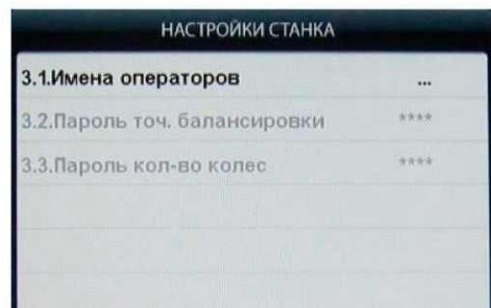 НАСТРОЙКИ СТАНКА
3.1.Имена операторов ...
3.2.Пароль точ. балансировки ****
3.3.Пароль кол-во колес ****